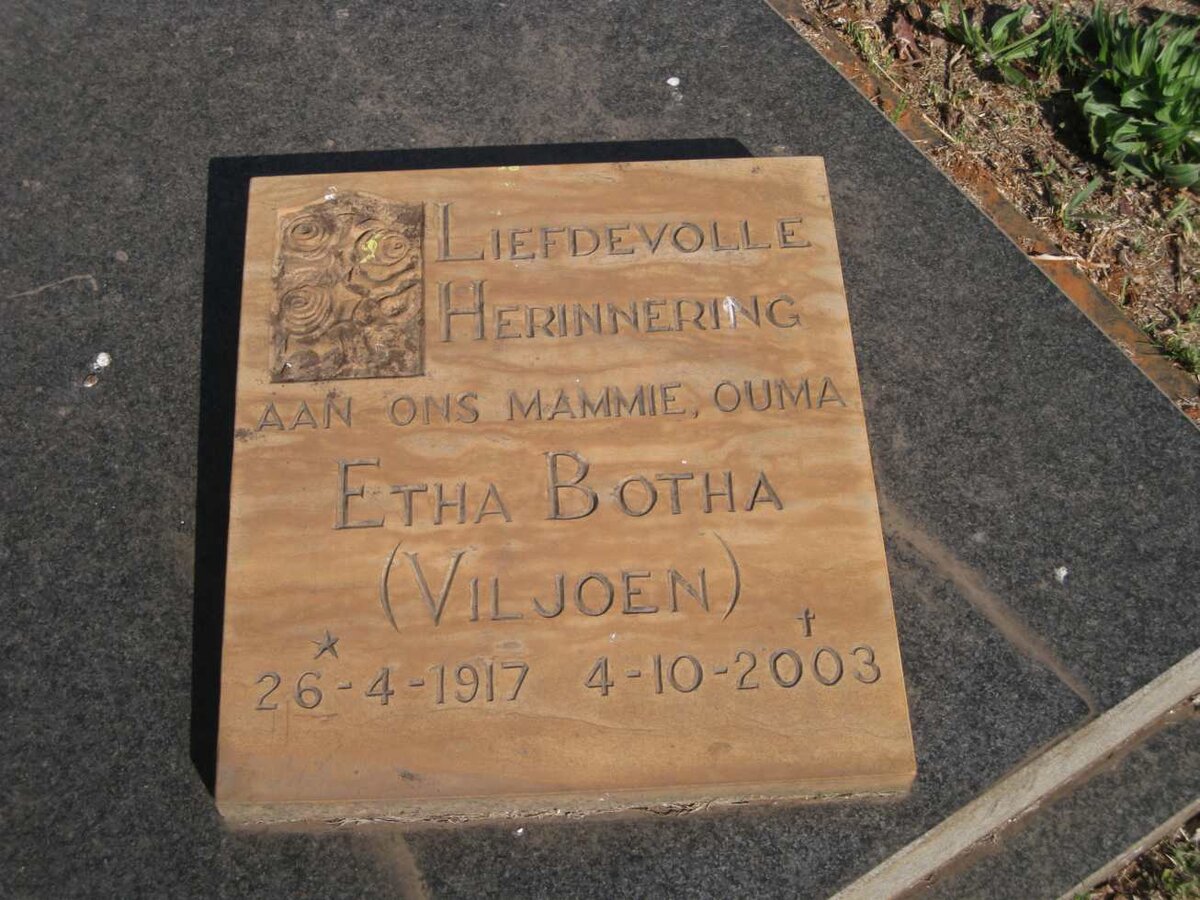 LIEFDEVOLLE
HERINNERING
AAN ONS MAMMIE, OUMA
ETHA BOTHA
(VILJOEN)
★ 26-4-1917 † 4-10-2003